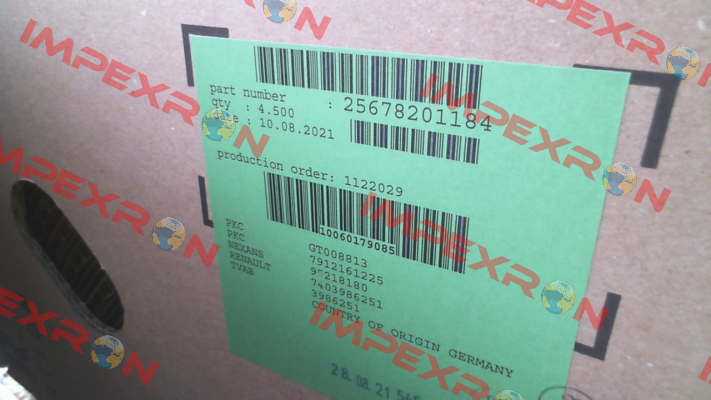 part number : 25678201184
qty : 4.500
date : 10.08.2021
production order: 1122029
10060179085
PKC GT008813
PKC 7912161225
NEXANS
RENAULT 7403986251
TVAB 3986251
COUNTRY OF ORIGIN GERMANY
28.08.21
IMPEXRON
IMPEXRON
IMPEXRON
IMPEXRON
IMPEXRON
IMPEXRON
IMPEXRON